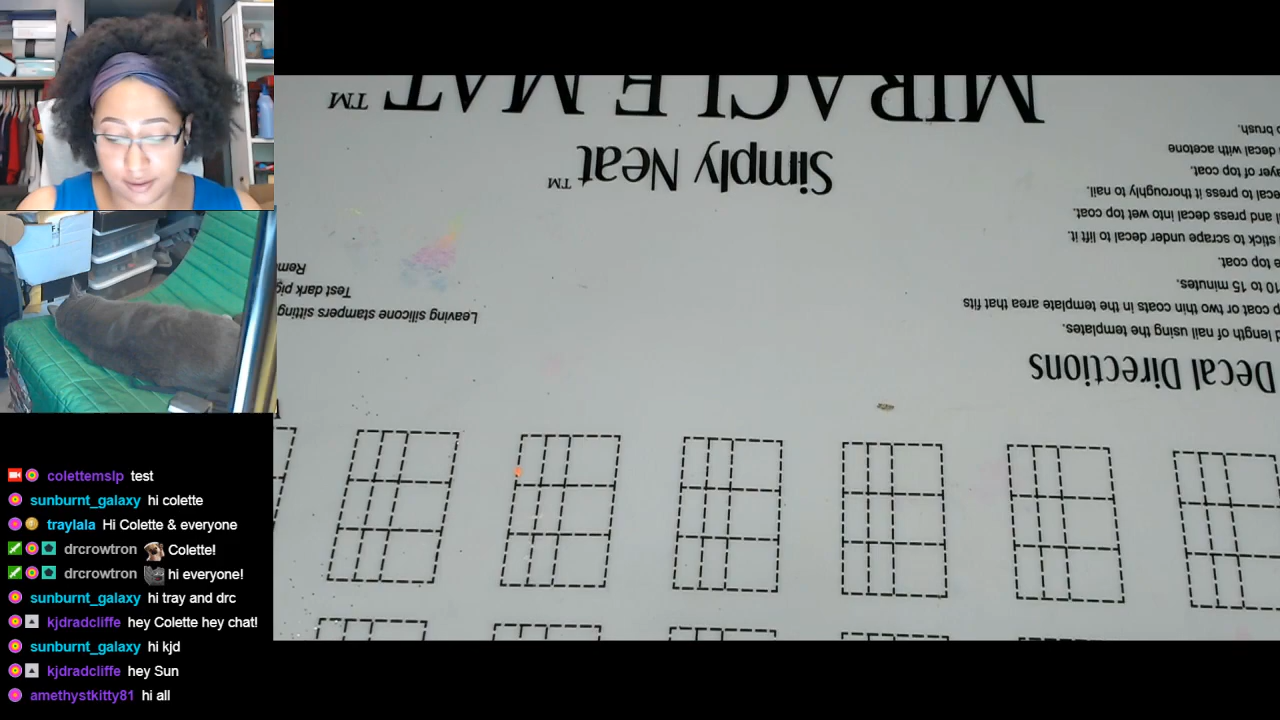 MIRACLE MAT™
Simply Neat™
brush
decal with acetone
ayer of top coat.
ecal to press it thoroughly to nail.
l and press decal into wet top coat.
stick to scrape under decal to lift it.
e top coat.
10 to 15 minutes.
p coat or two thin coats in the template area that fits
d length of nail using the templates.
Decal Directions
Leaving silicone stampers sitting
Test dark pig
Remo
colettemslp test
sunburnt_galaxy hi colette
traylala Hi Colette & everyone
drcrowtron Colette!
drcrowtron hi everyone!
sunburnt_galaxy hi tray and drc
kjdradcliffe hey Colette hey chat!
sunburnt_galaxy hi kjd
kjdradcliffe hey Sun
amethystkitty81 hi all